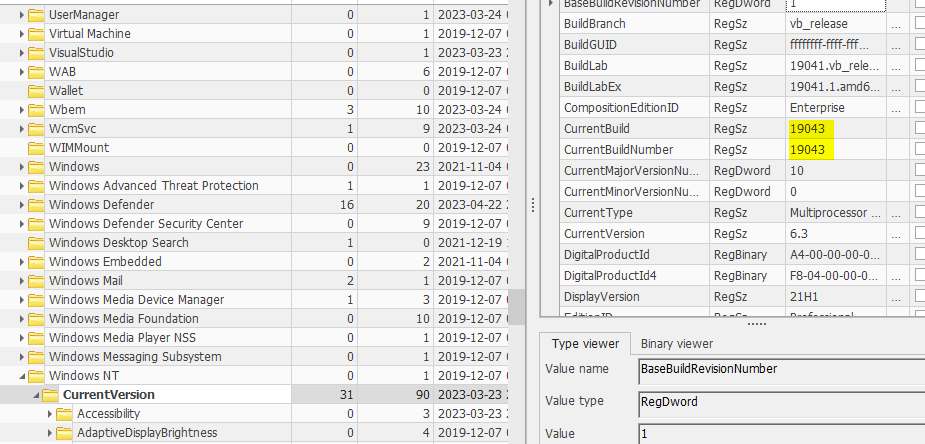 UserManager 0 1 2023-03-24
Virtual Machine 0 1 2019-12-07
VisualStudio 0 1 2023-03-23
WAB 0 6 2019-12-07
Wallet 0 0 2019-12-07
Wbem 3 10 2023-03-24
WcmSvc 1 9 2023-03-24
WIMMount 0 0 2019-12-07
Windows 0 23 2021-11-04
Windows Advanced Threat Protection 1 1 2019-12-07
Windows Defender 16 20 2023-04-22
Windows Defender Security Center 0 9 2019-12-07
Windows Desktop Search 1 0 2021-12-19
Windows Embedded 0 2 2021-11-04
Windows Mail 2 1 2019-12-07
Windows Media Device Manager 1 3 2019-12-07
Windows Media Foundation 0 10 2019-12-07
Windows Media Player NSS 0 1 2019-12-07
Windows Messaging Subsystem 0 1 2019-12-07
Windows NT 0 1 2019-12-07
CurrentVersion 31 90 2023-03-23
Accessibility 0 3 2023-03-23
AdaptiveDisplayBrightness 0 4 2019-12-07
BaseBuildRevisionNumber RegDword 1
BuildBranch RegSz vb_release ...
BuildGUID RegSz ffffffff-ffff-fff... ...
BuildLab RegSz 19041.vb_rele... ...
BuildLabEx RegSz 19041.1.amd6... ...
CompositionEditionID RegSz Enterprise ...
CurrentBuild RegSz 19043 ...
CurrentBuildNumber RegSz 19043 ...
CurrentMajorVersionNu... RegDword 10
CurrentMinorVersionNu... RegDword 0
CurrentType RegSz Multiprocessor ... ...
CurrentVersion RegSz 6.3 ...
DigitalProductId RegBinary A4-00-00-00-0... ...
DigitalProductId4 RegBinary F8-04-00-00-0... ...
DisplayVersion RegSz 21H1 ...
EditionID RegSz Professional
Type viewer Binary viewer
Value name BaseBuildRevisionNumber
Value type RegDword
Value 1